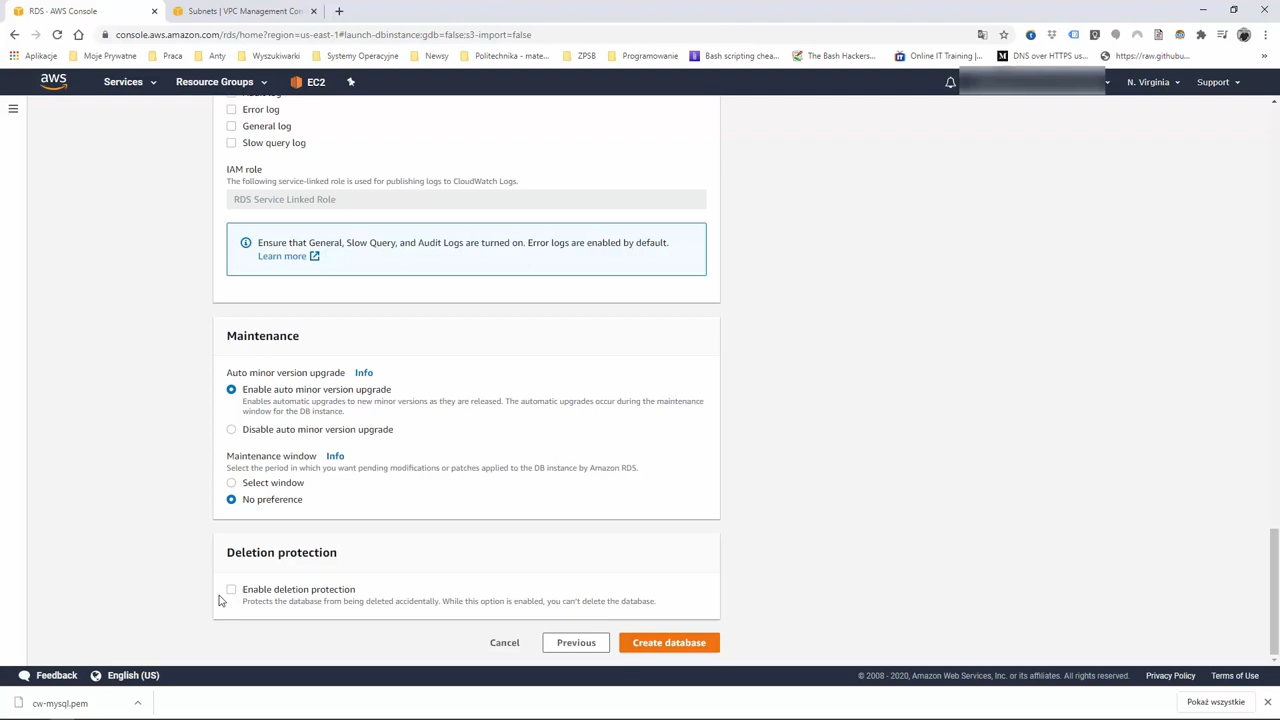 RDS - AWS Console
Subnets | VPC Management Con
console.aws.amazon.com/rds/home?region=us-east-1#launch-dbinstance:gdb=false:s3-import=false
Aplikacje
Moje Prywatne
Praca
Anty
Wyszukiwarki
Systemy Operacyjne
Newsy
Politechnika - mate...
ZPSB
Programowanie
Bash scripting chea...
The Bash Hackers...
Online IT Training |...
DNS over HTTPS us...
https://raw.githubu...
aws
Services
Resource Groups
EC2
N. Virginia
Support
Error log
General log
Slow query log
IAM role
The following service-linked role is used for publishing logs to CloudWatch Logs.
RDS Service Linked Role
Ensure that General, Slow Query, and Audit Logs are turned on. Error logs are enabled by default.
Learn more
Maintenance
Auto minor version upgrade Info
Enable auto minor version upgrade
Enables automatic upgrades to new minor versions as they are released. The automatic upgrades occur during the maintenance
window for the DB instance.
Disable auto minor version upgrade
Maintenance window Info
Select the period in which you want pending modifications or patches applied to the DB instance by Amazon RDS.
Select window
No preference
Deletion protection
Enable deletion protection
Protects the database from being deleted accidentally. While this option is enabled, you can't delete the database.
Cancel
Previous
Create database
Feedback
English (US)
© 2008 - 2020, Amazon Web Services, Inc. or its affiliates. All rights reserved.
Privacy Policy
Terms of Use
cw-mysql.pem
Pokaż wszystkie